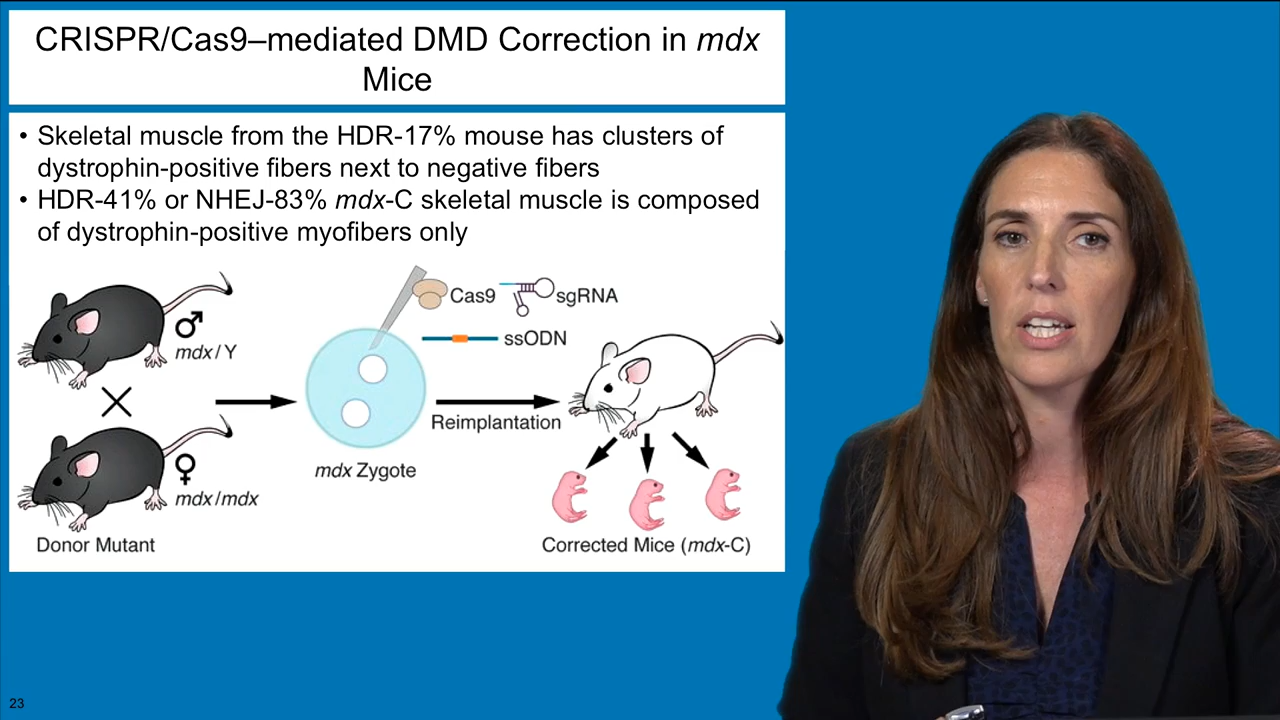 CRISPR/Cas9–mediated DMD Correction in mdx
Mice
• Skeletal muscle from the HDR-17% mouse has clusters of
dystrophin-positive fibers next to negative fibers
• HDR-41% or NHEJ-83% mdx-C skeletal muscle is composed
of dystrophin-positive myofibers only
Cas9
sgRNA
ssODN
♂
mdx/Y
Reimplantation
mdx Zygote
♀
mdx/mdx
Donor Mutant
Corrected Mice (mdx-C)
23